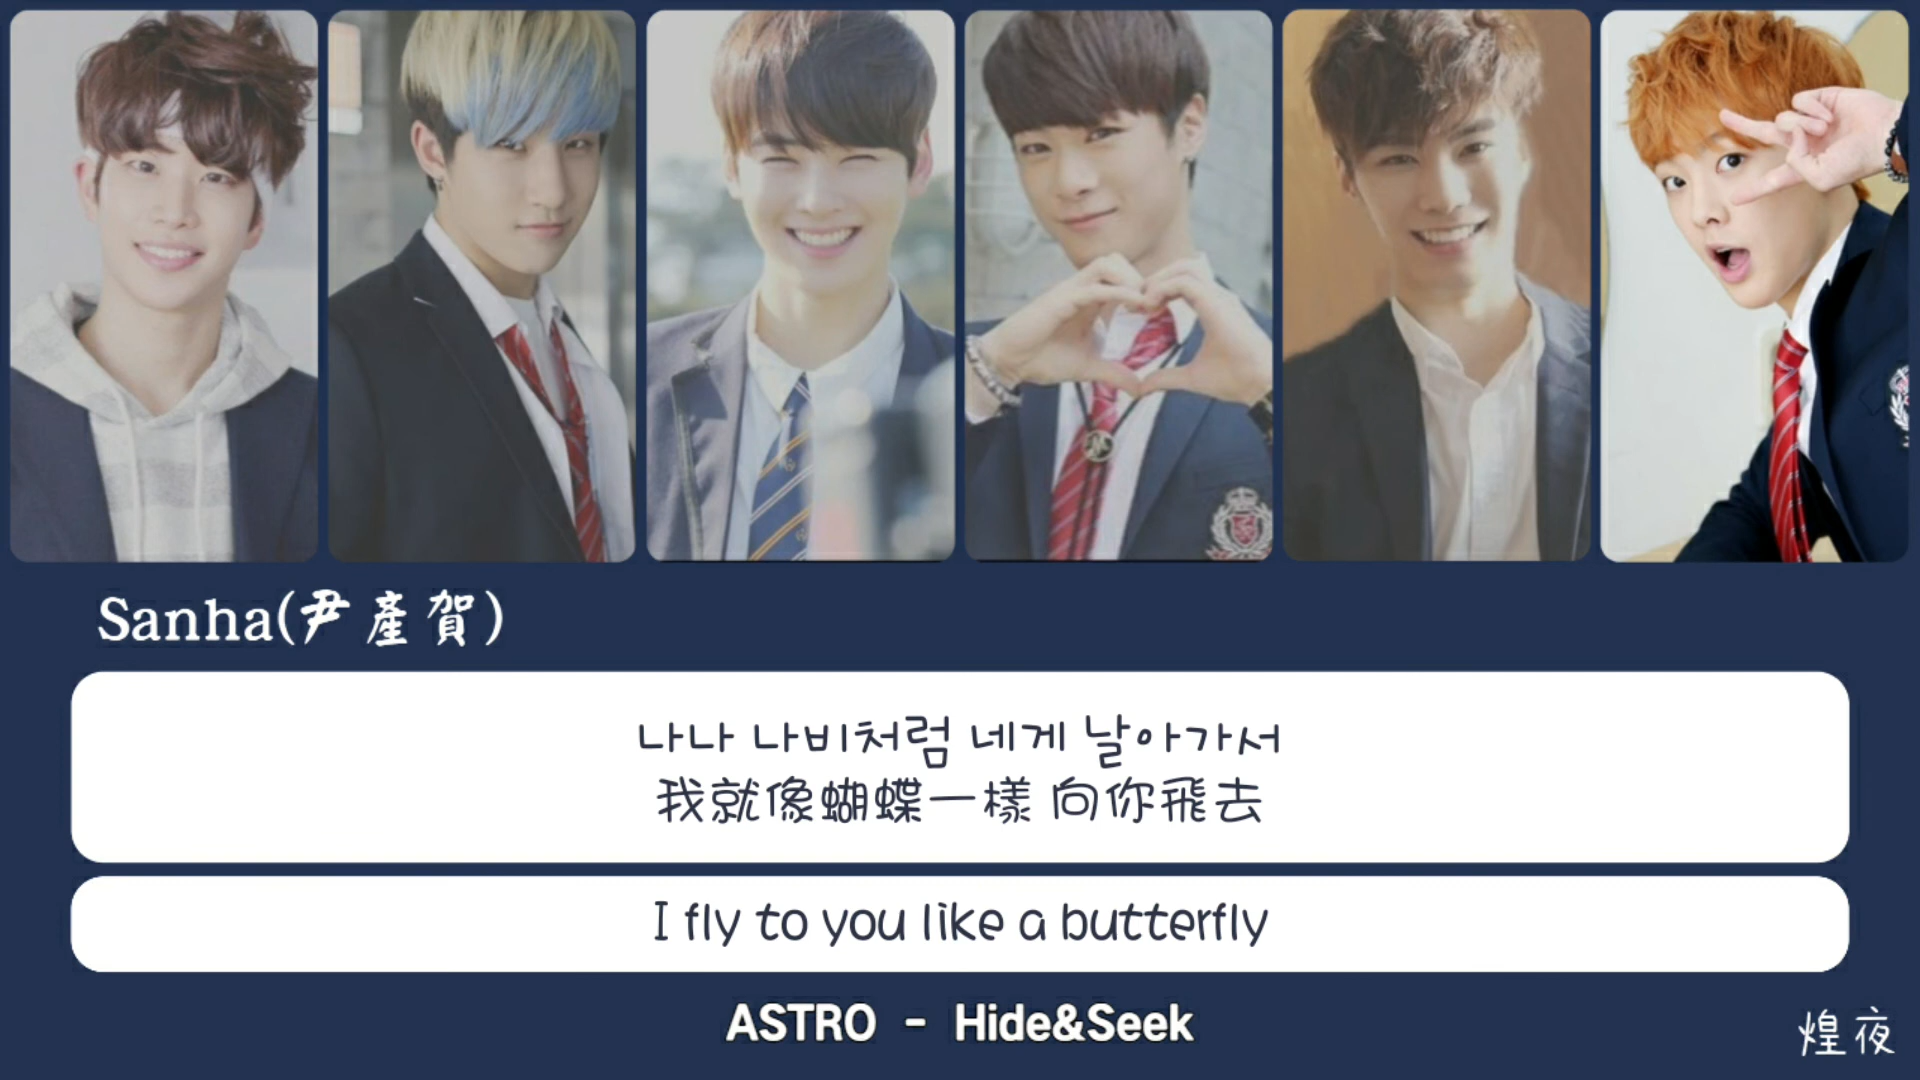 Sanha(尹產賀)
나나 나비처럼 네게 날아가서
我就像蝴蝶一樣 向你飛去
I fly to you like a butterfly
ASTRO - Hide&Seek
煌夜